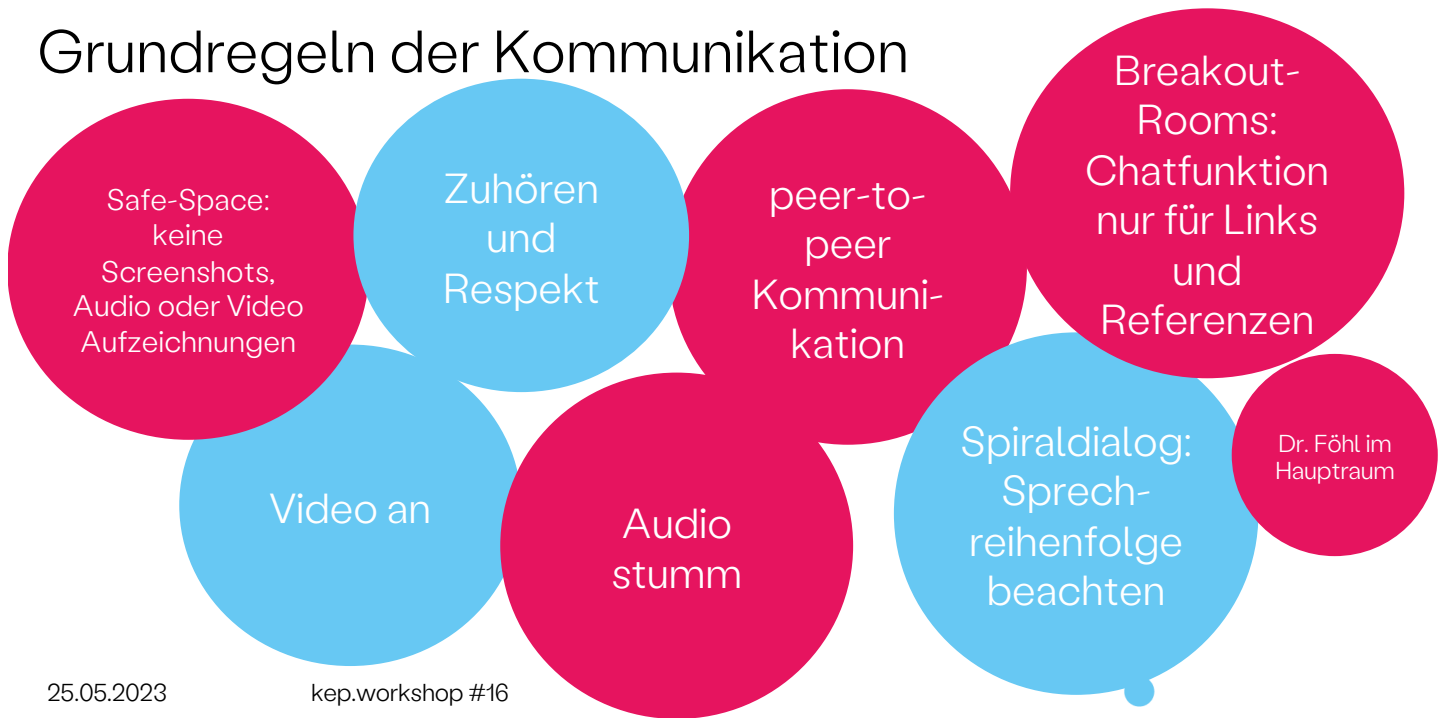 Grundregeln der Kommunikation
Safe-Space:
keine
Screenshots,
Audio oder Video
Aufzeichnungen
Zuhören
und
Respekt
peer-to-
peer
Kommuni-
kation
Breakout-
Rooms:
Chatfunktion
nur für Links
und
Referenzen
Video an
Audio
stumm
Spiraldialog:
Sprech-
reihenfolge
beachten
Dr. Föhl im
Hauptraum
25.05.2023
kep.workshop #16